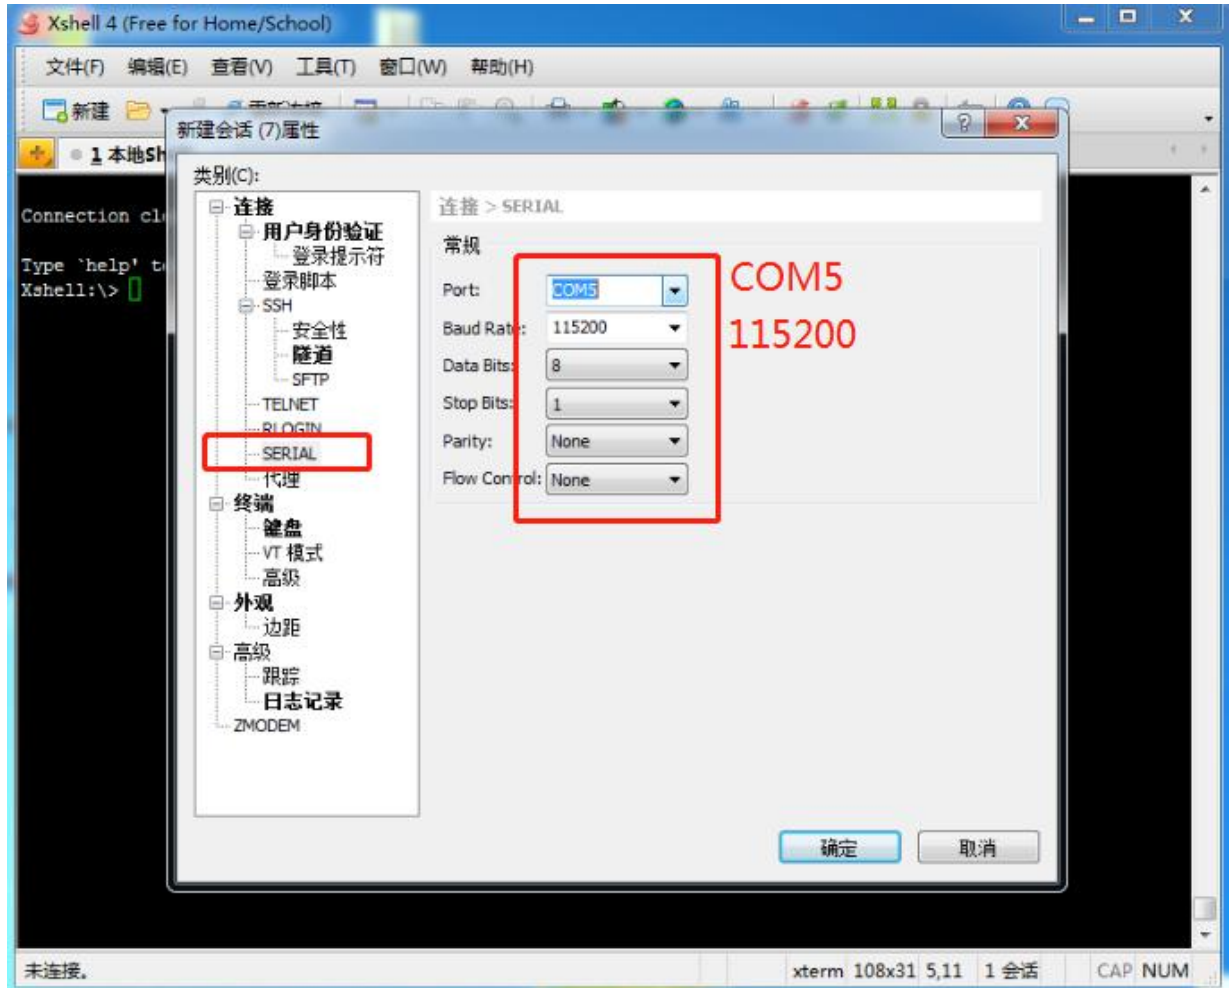 Xshell 4 (Free for Home/School)
文件(F) 编辑(E) 查看(V) 工具(T) 窗口(W) 帮助(H)
新建
新建会话 (7)属性
1 本地Sh
类别(C):
Connection cl
Type `help' t
Xshell:\>
连接
用户身份验证
登录提示符
登录脚本
SSH
安全性
隧道
SFTP
TELNET
RLOGIN
SERIAL
代理
终端
键盘
VT 模式
高级
外观
边距
高级
跟踪
日志记录
ZMODEM
连接 > SERIAL
常规
Port: COM5
Baud Rate: 115200
Data Bits: 8
Stop Bits: 1
Parity: None
Flow Control: None
COM5
115200
确定 取消
未连接。 xterm 108x31 5,11 1 会话 CAP NUM